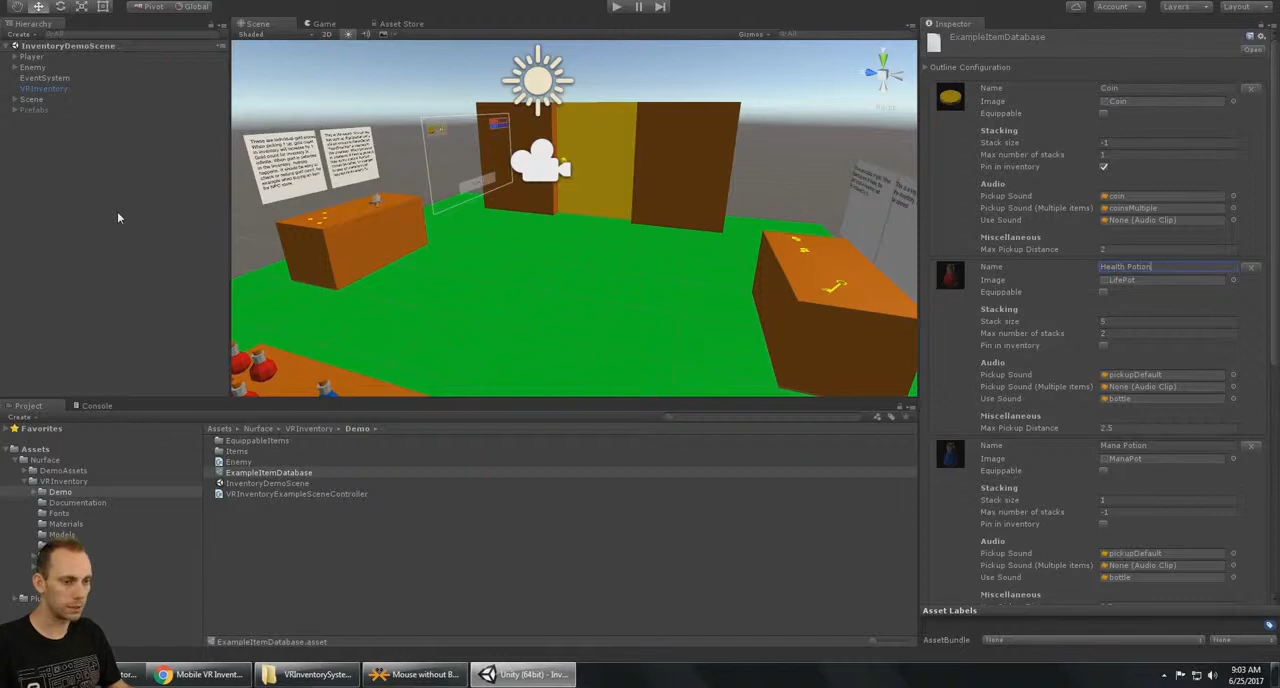 Pivot Global Account Layers Layout
Hierarchy Scene Game Asset Store Inspector
Create All Shaded 2D Gizmos All ExampleItemDatabase
InventoryDemoScene Open
Player
Enemy
EventSystem
VRInventory
Scene
Prefabs
Persp
Outline Configuration
Name Coin
Image Coin
Equippable
Stacking
Stack size -1
Max number of stacks 1
Pin in inventory
Audio
Pickup Sound coin
Pickup Sound (Multiple items) coinsMultiple
Use Sound None (Audio Clip)
Miscellaneous
Max Pickup Distance 2
Name Health Potion
Image LifePot
Equippable
Stacking
Stack size 5
Max number of stacks 2
Pin in inventory
Audio
Pickup Sound pickupDefault
Pickup Sound (Multiple items) None (Audio Clip)
Use Sound bottle
Miscellaneous
Max Pickup Distance 2.5
Name Mana Potion
Image ManaPot
Equippable
Stacking
Stack size 1
Max number of stacks -1
Pin in inventory
Audio
Pickup Sound pickupDefault
Pickup Sound (Multiple items) None (Audio Clip)
Use Sound bottle
Miscellaneous
Asset Labels
AssetBundle None None
Project Console
Create
Favorites
Assets
Nurface
DemoAssets
VRInventory
Demo
Documentation
Fonts
Materials
Models
Assets Nurface VRInventory Demo
EquippableItems
Items
Enemy
ExampleItemDatabase
InventoryDemoScene
VRInventoryExampleSceneController
ExampleItemDatabase.asset
Mobile VR Invent... VRInventorySyste... Mouse without B... Unity (64bit) - Inv... 9:03 AM
6/25/2017